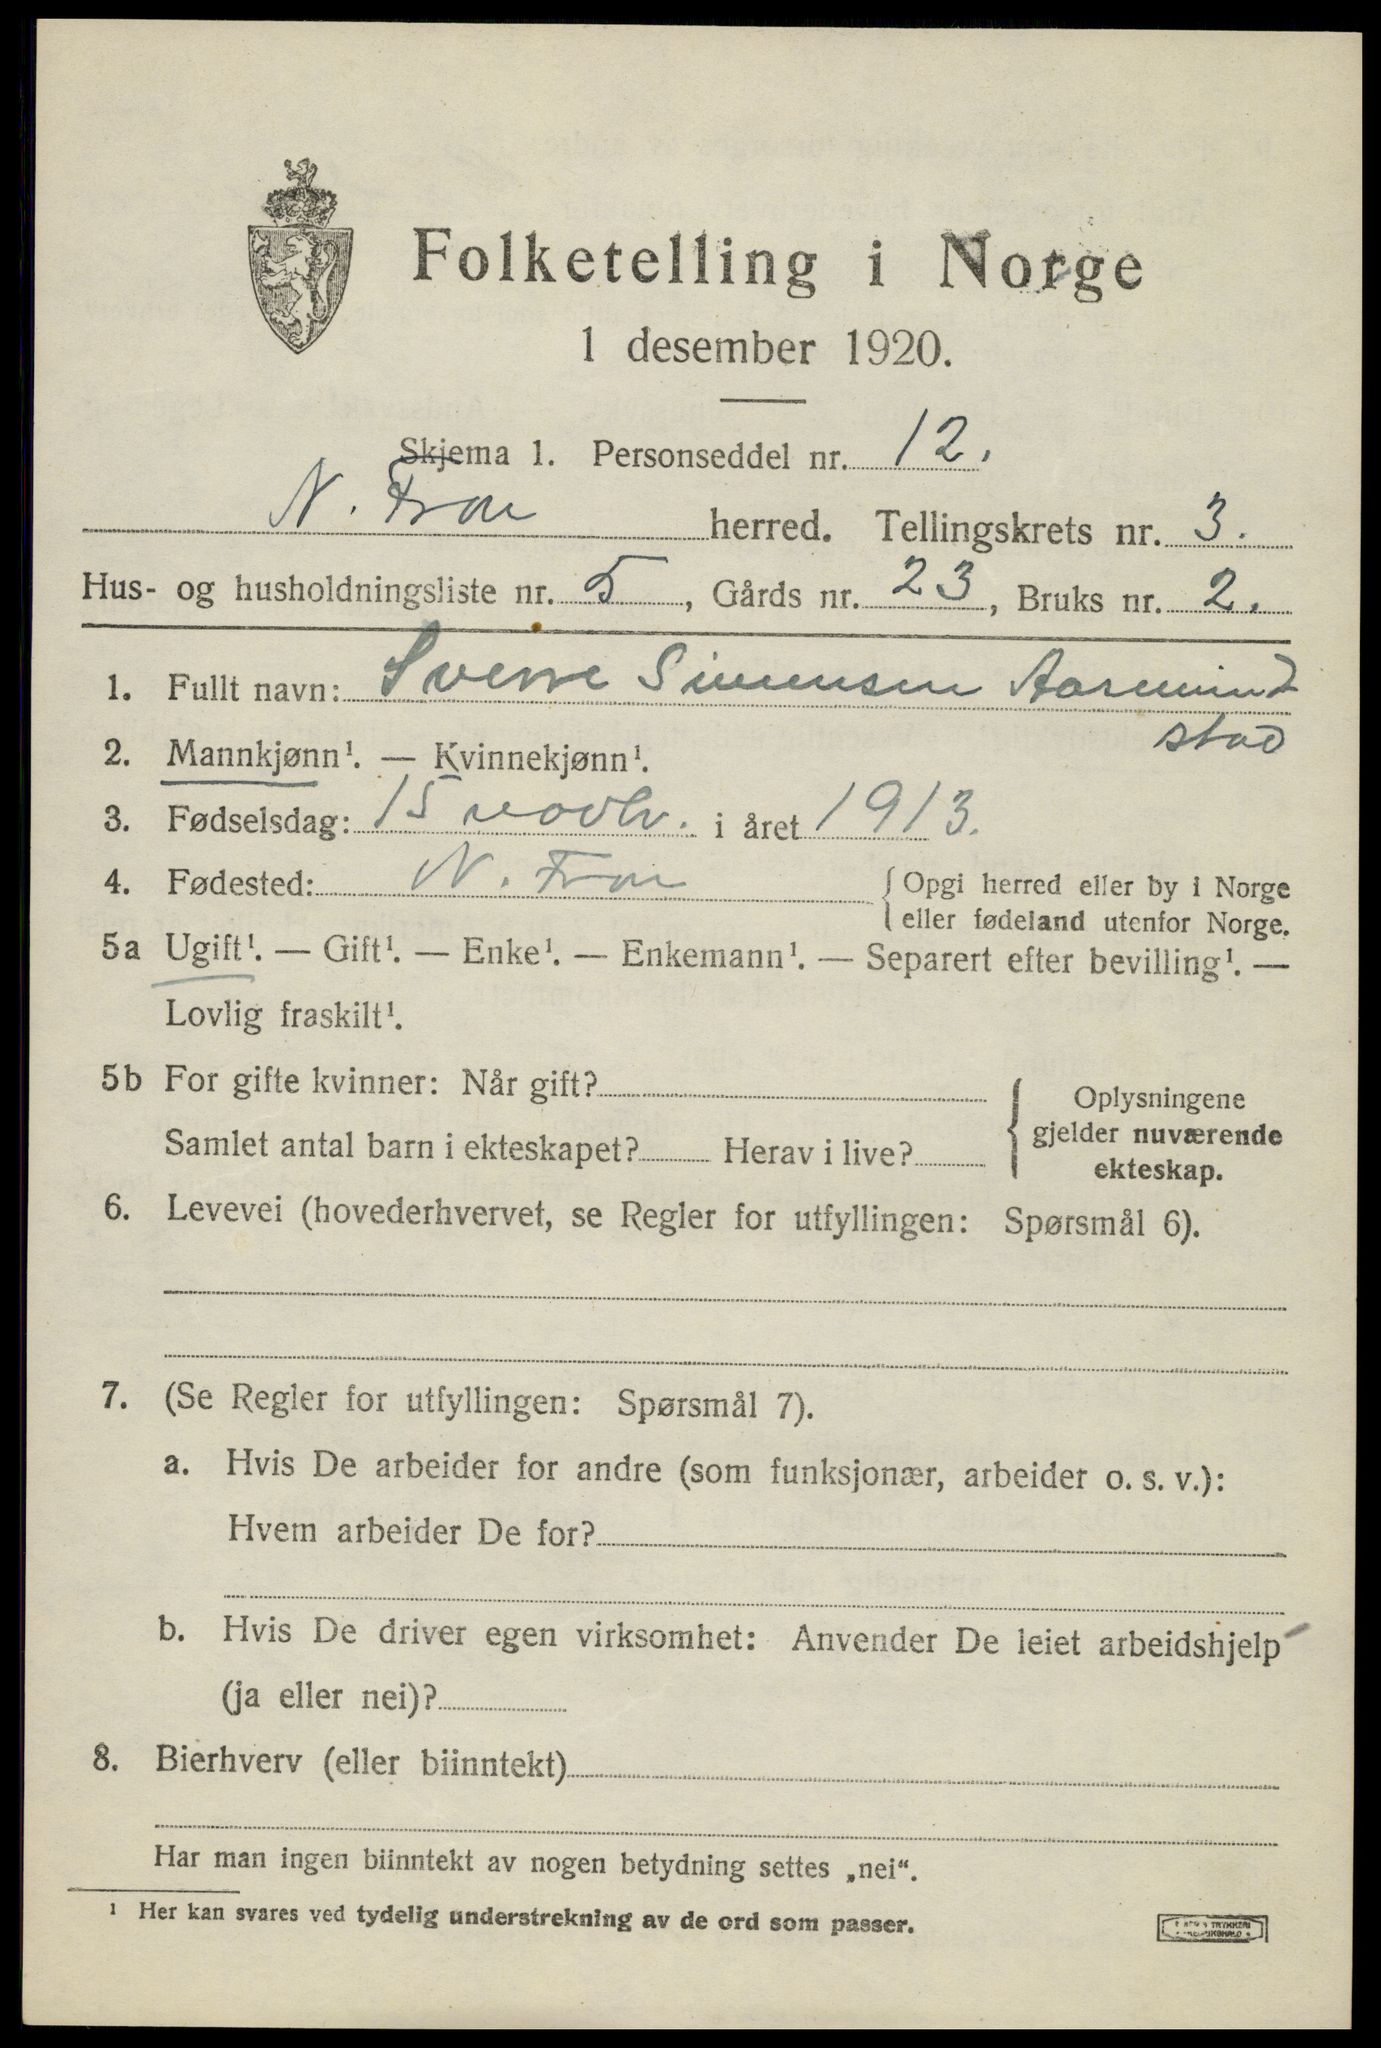 Folketelling i Norge
1 desember 1920.
Skjema 1. Personseddel nr. 12.
N. Fron herred. Tellingskrets nr. 3.
Hus- og husholdningsliste nr. 5, Gårds nr. 23, Bruks nr. 2.
1. Fullt navn: Sverre Simensen Aaremind
stad
2. Mannkjønn¹. — Kvinnekjønn¹.
3. Fødselsdag: 15 novbr. i året 1913.
4. Fødested: N. Fron { Opgi herred eller by i Norge
eller fødeland utenfor Norge.
5a Ugift¹. — Gift¹. — Enke¹. — Enkemann¹. — Separert efter bevilling¹. —
Lovlig fraskilt¹.
5b For gifte kvinner: Når gift? Oplysningene
gjelder nuværende
Samlet antal barn i ekteskapet? Herav i live?
ekteskap.
6. Levevei (hovederhvervet, se Regler for utfyllingen: Spørsmål 6).
7. (Se Regler for utfyllingen: Spørsmål 7).
a. Hvis De arbeider for andre (som funksjonær, arbeider o. s. v.):
Hvem arbeider De for?
b. Hvis De driver egen virksomhet: Anvender De leiet arbeidshjelp
(ja eller nei)?
8. Bierhverv (eller biinntekt)
Har man ingen biinntekt av nogen betydning settes „nei“.
¹ Her kan svares ved tydelig understrekning av de ord som passer.